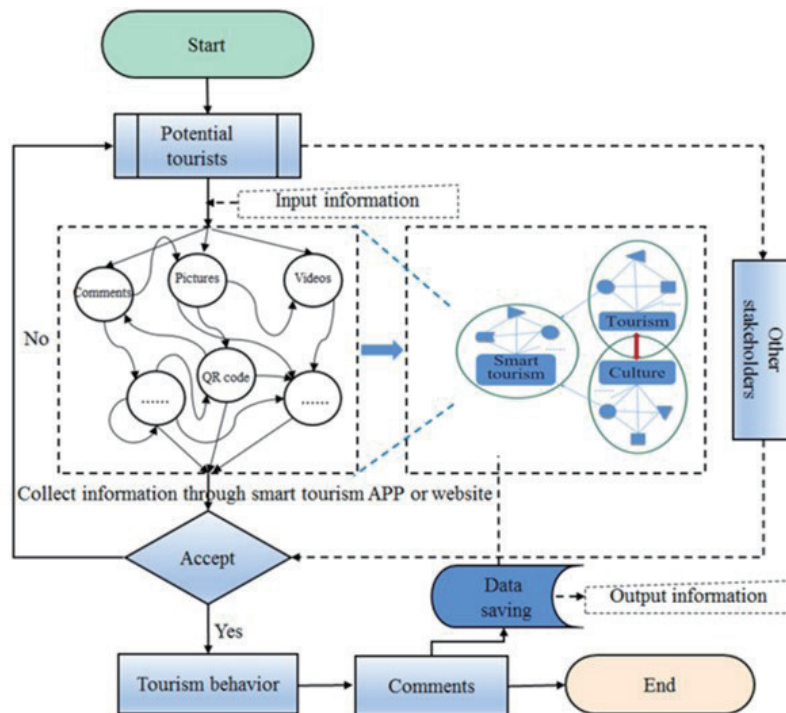 Start
Potential
tourists
Input information
Comments
Pictures
Videos
QR code
......
......
No
Smart
tourism
Tourism
Culture
Other
stakeholders
Collect information through smart tourism APP or website
Accept
Yes
Data
saving
Output information
Tourism behavior
Comments
End